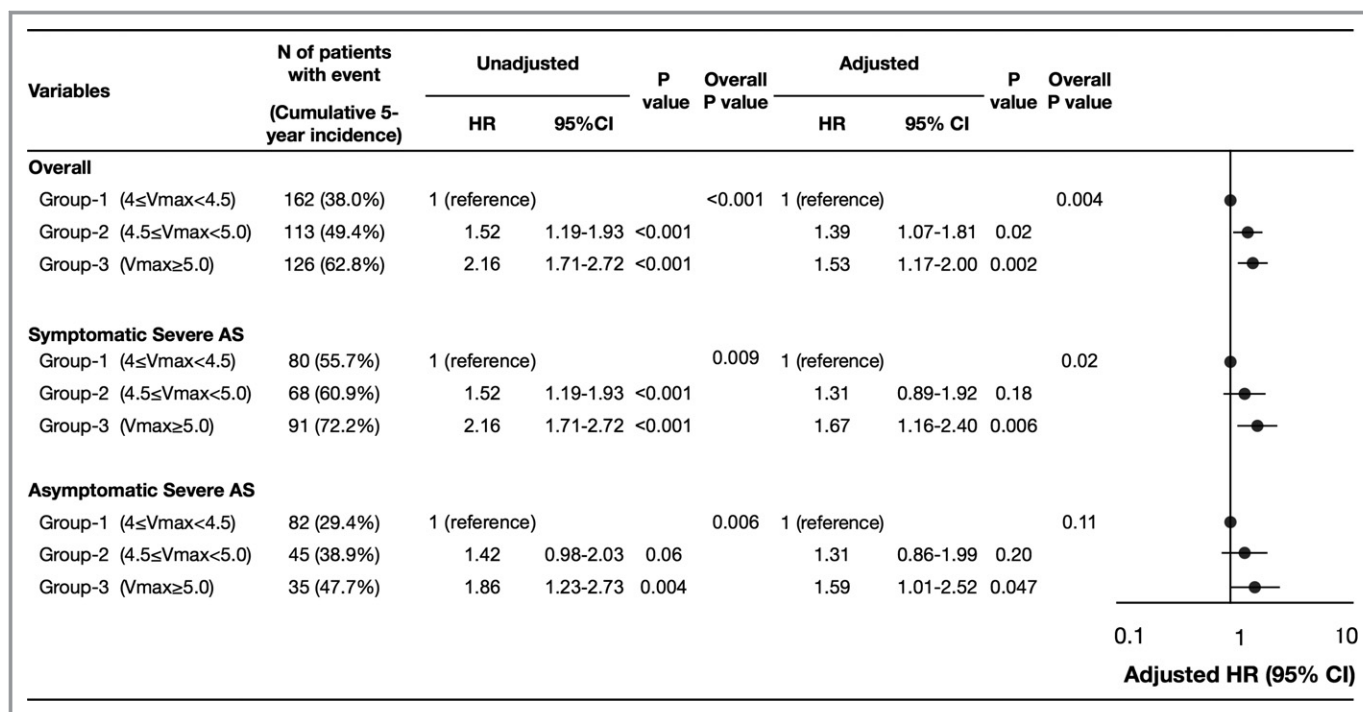 Variables N of patients with event (Cumulative 5-year incidence) Unadjusted P value Overall P value Adjusted P value Overall P value
HR 95%CI HR 95% CI
Overall
Group-1 (4≤Vmax<4.5) 162 (38.0%) 1 (reference) <0.001 1 (reference) 0.004
Group-2 (4.5≤Vmax<5.0) 113 (49.4%) 1.52 1.19-1.93 <0.001 1.39 1.07-1.81 0.02
Group-3 (Vmax≥5.0) 126 (62.8%) 2.16 1.71-2.72 <0.001 1.53 1.17-2.00 0.002
Symptomatic Severe AS
Group-1 (4≤Vmax<4.5) 80 (55.7%) 1 (reference) 0.009 1 (reference) 0.02
Group-2 (4.5≤Vmax<5.0) 68 (60.9%) 1.52 1.19-1.93 <0.001 1.31 0.89-1.92 0.18
Group-3 (Vmax≥5.0) 91 (72.2%) 2.16 1.71-2.72 <0.001 1.67 1.16-2.40 0.006
Asymptomatic Severe AS
Group-1 (4≤Vmax<4.5) 82 (29.4%) 1 (reference) 0.006 1 (reference) 0.11
Group-2 (4.5≤Vmax<5.0) 45 (38.9%) 1.42 0.98-2.03 0.06 1.31 0.86-1.99 0.20
Group-3 (Vmax≥5.0) 35 (47.7%) 1.86 1.23-2.73 0.004 1.59 1.01-2.52 0.047
0.1 1 10
Adjusted HR (95% CI)